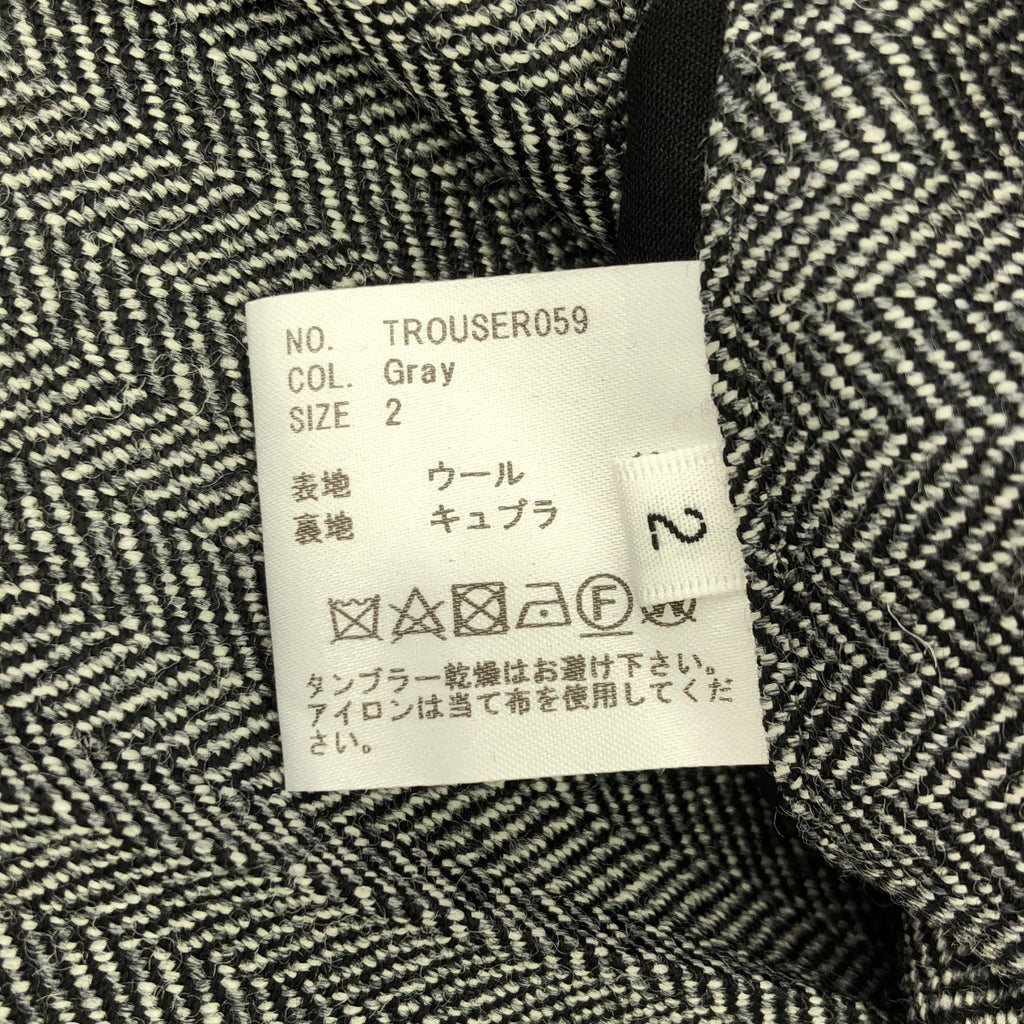 NO. TROUSER059
COL. Gray
SIZE 2
表地 ウール
裏地 キュプラ
2
F
タンブラー乾燥はお避け下さい。
アイロンは当て布を使用してくだ
さい。